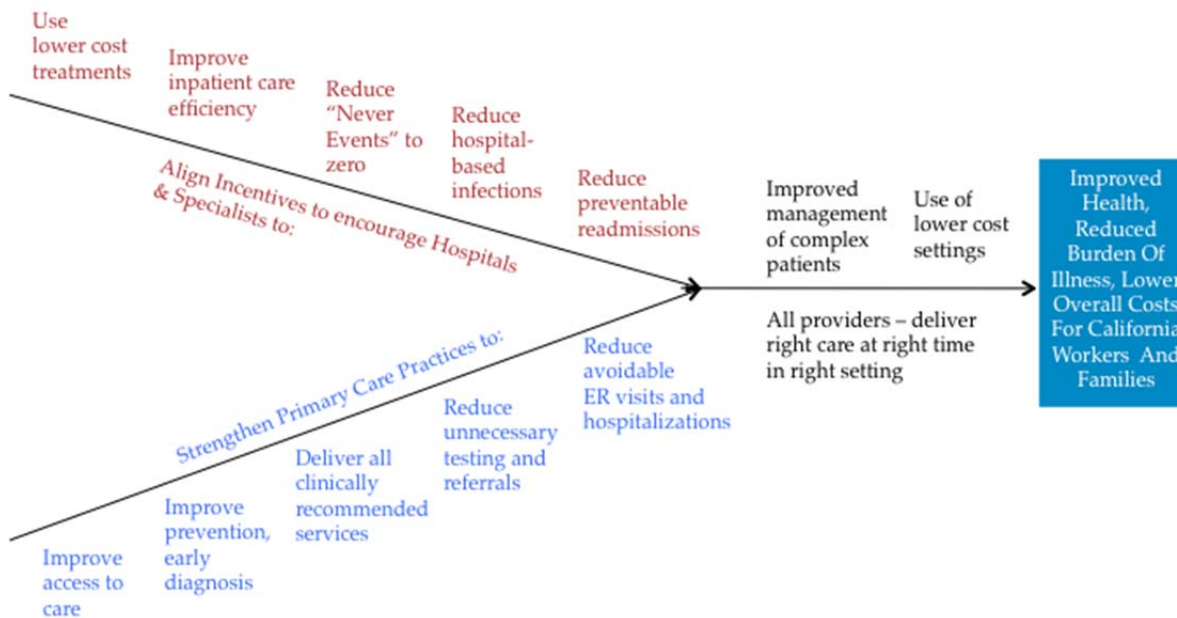 Use
lower cost
treatments
Improve
inpatient care
efficiency
Reduce
“Never
Events” to
zero
Reduce
hospital-
based
infections
Reduce
preventable
readmissions
Align Incentives to encourage Hospitals
& Specialists to:
Improved
management
of complex
patients
Use of
lower cost
settings
All providers – deliver
right care at right time
in right setting
Improved
Health,
Reduced
Burden Of
Illness, Lower
Overall Costs
For California
Workers And
Families
Strengthen Primary Care Practices to:
Improve
access to
care
Improve
prevention,
early
diagnosis
Deliver all
clinically
recommended
services
Reduce
unnecessary
testing and
referrals
Reduce
avoidable
ER visits and
hospitalizations